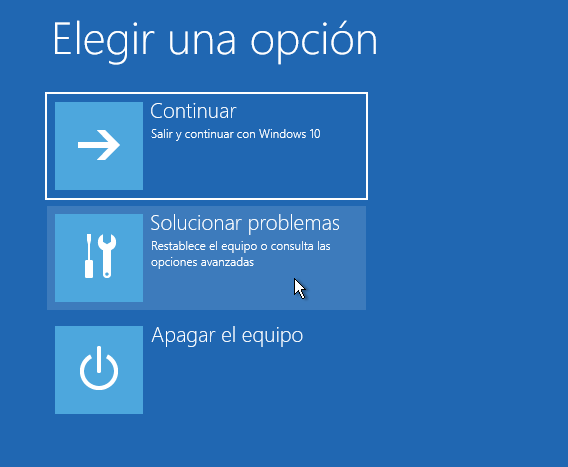 Elegir una opción
Continuar
Salir y continuar con Windows 10
Solucionar problemas
Restablece el equipo o consulta las
opciones avanzadas
Apagar el equipo